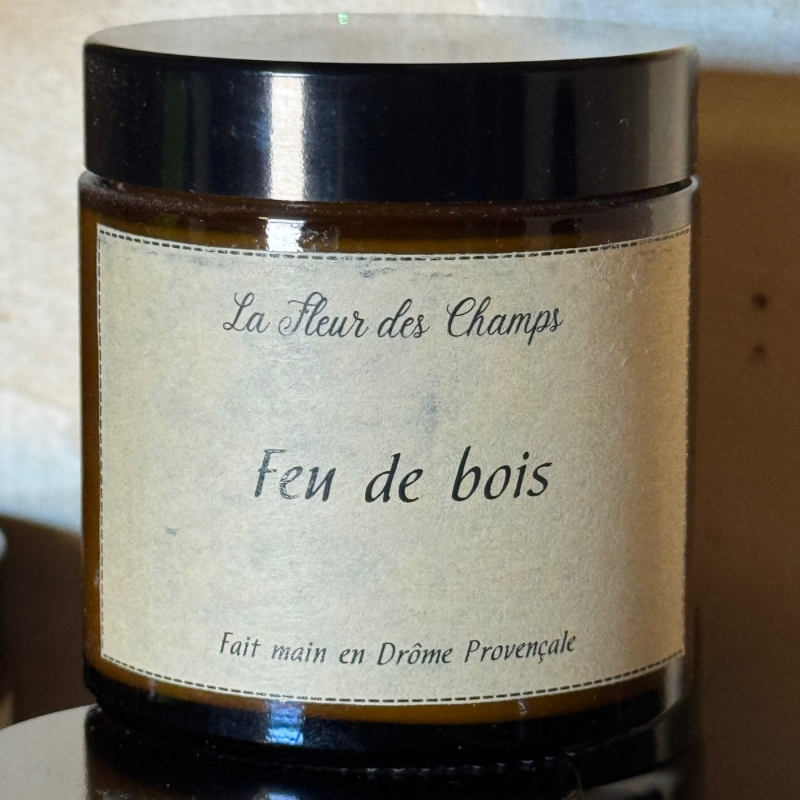 La Fleur des Champs
Feu de bois
Fait main en Drôme Provençale